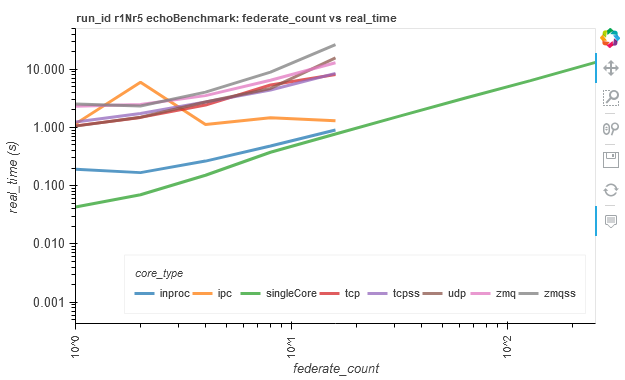 run_id r1Nr5 echoBenchmark: federate_count vs real_time
10.000
1.000
0.100
0.010
0.001
real_time (s)
core_type
inproc ipc singleCore tcp tcpss udp zmq zmqss
10^0 10^1 10^2
federate_count